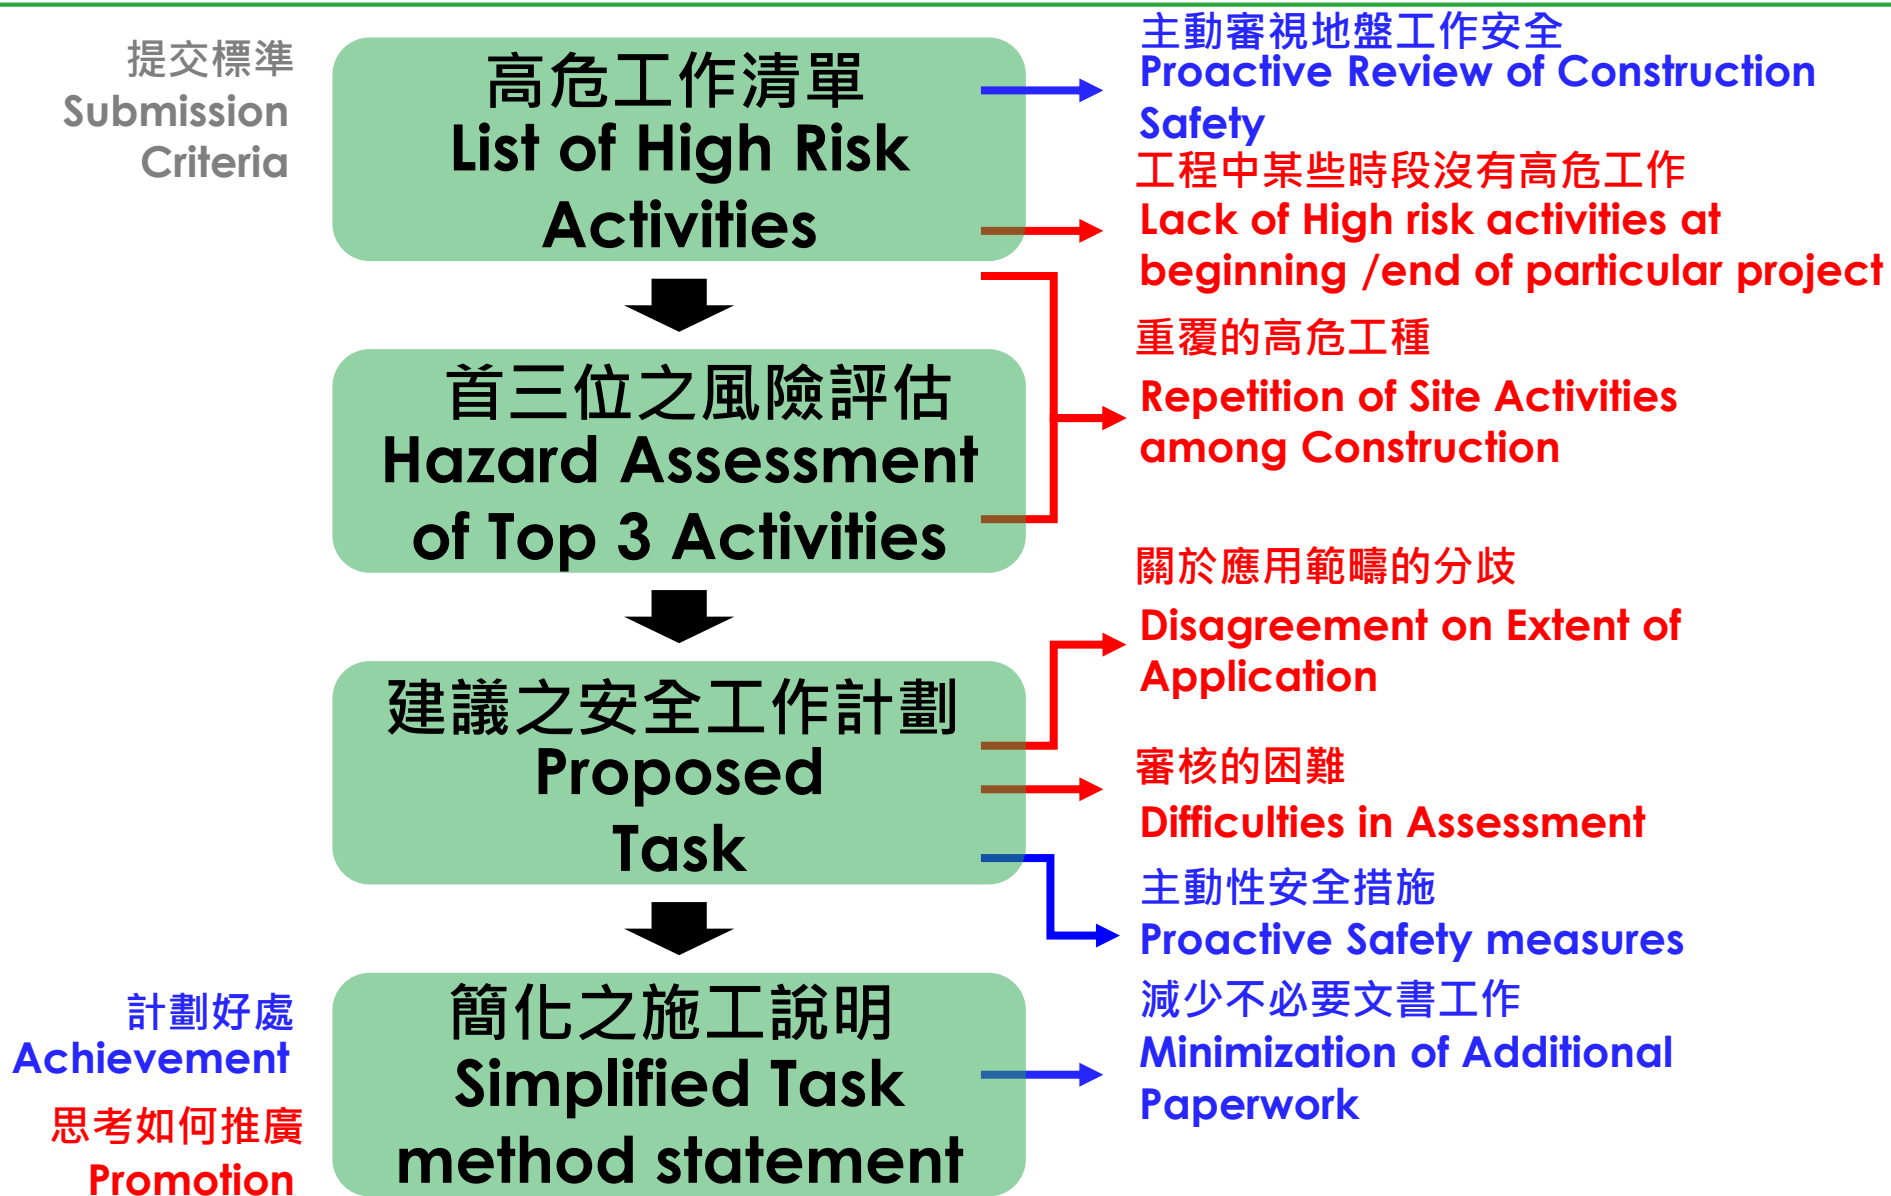 提交標準
Submission
Criteria
高危工作清單
List of High Risk
Activities
主動審視地盤工作安全
Proactive Review of Construction
Safety
工程中某些時段沒有高危工作
Lack of High risk activities at
beginning /end of particular project
首三位之風險評估
Hazard Assessment
of Top 3 Activities
重覆的高危工種
Repetition of Site Activities
among Construction
建議之安全工作計劃
Proposed
Task
關於應用範疇的分歧
Disagreement on Extent of
Application
審核的困難
Difficulties in Assessment
主動性安全措施
Proactive Safety measures
簡化之施工說明
Simplified Task
method statement
減少不必要文書工作
Minimization of Additional
Paperwork
計劃好處
Achievement
思考如何推廣
Promotion